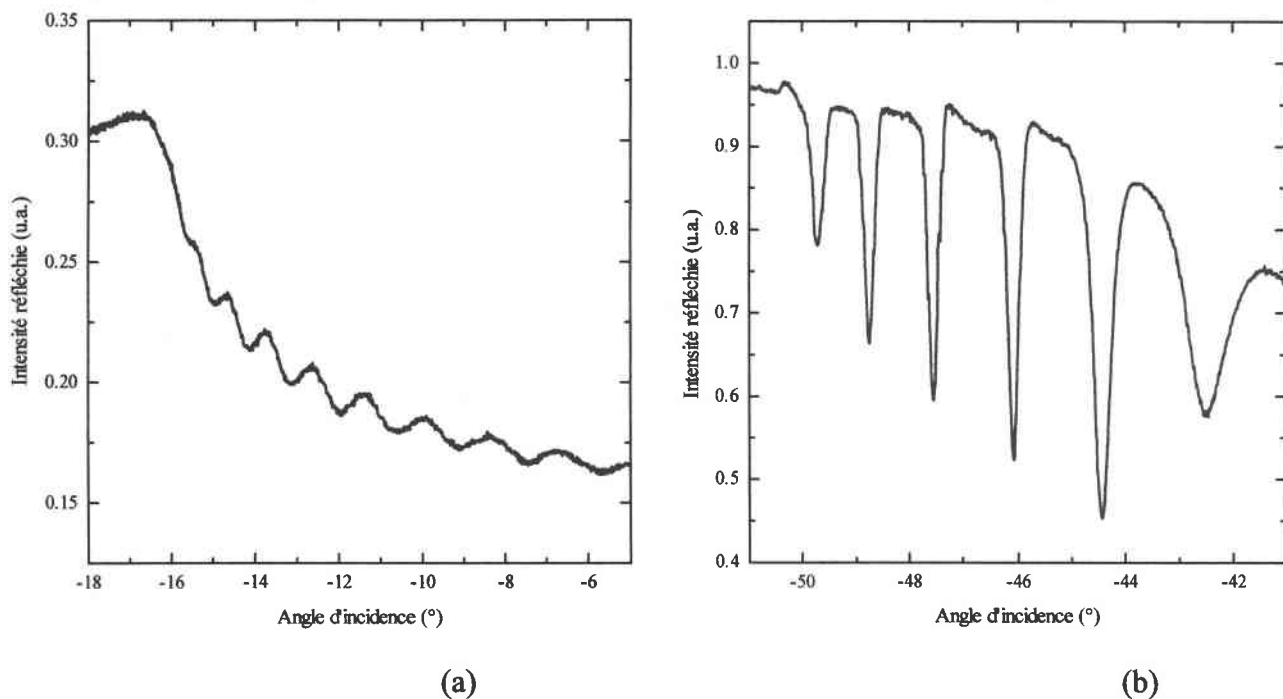 0.35
0.30
0.25
0.20
0.15
Intensité réfléchie (u.a.)
-18 -16 -14 -12 -10 -8 -6
Angle d'incidence (°)
(a)
1.0
0.9
0.8
0.7
0.6
0.5
0.4
Intensité réfléchie (u.a.)
-50 -48 -46 -44 -42
Angle d'incidence (°)
(b)